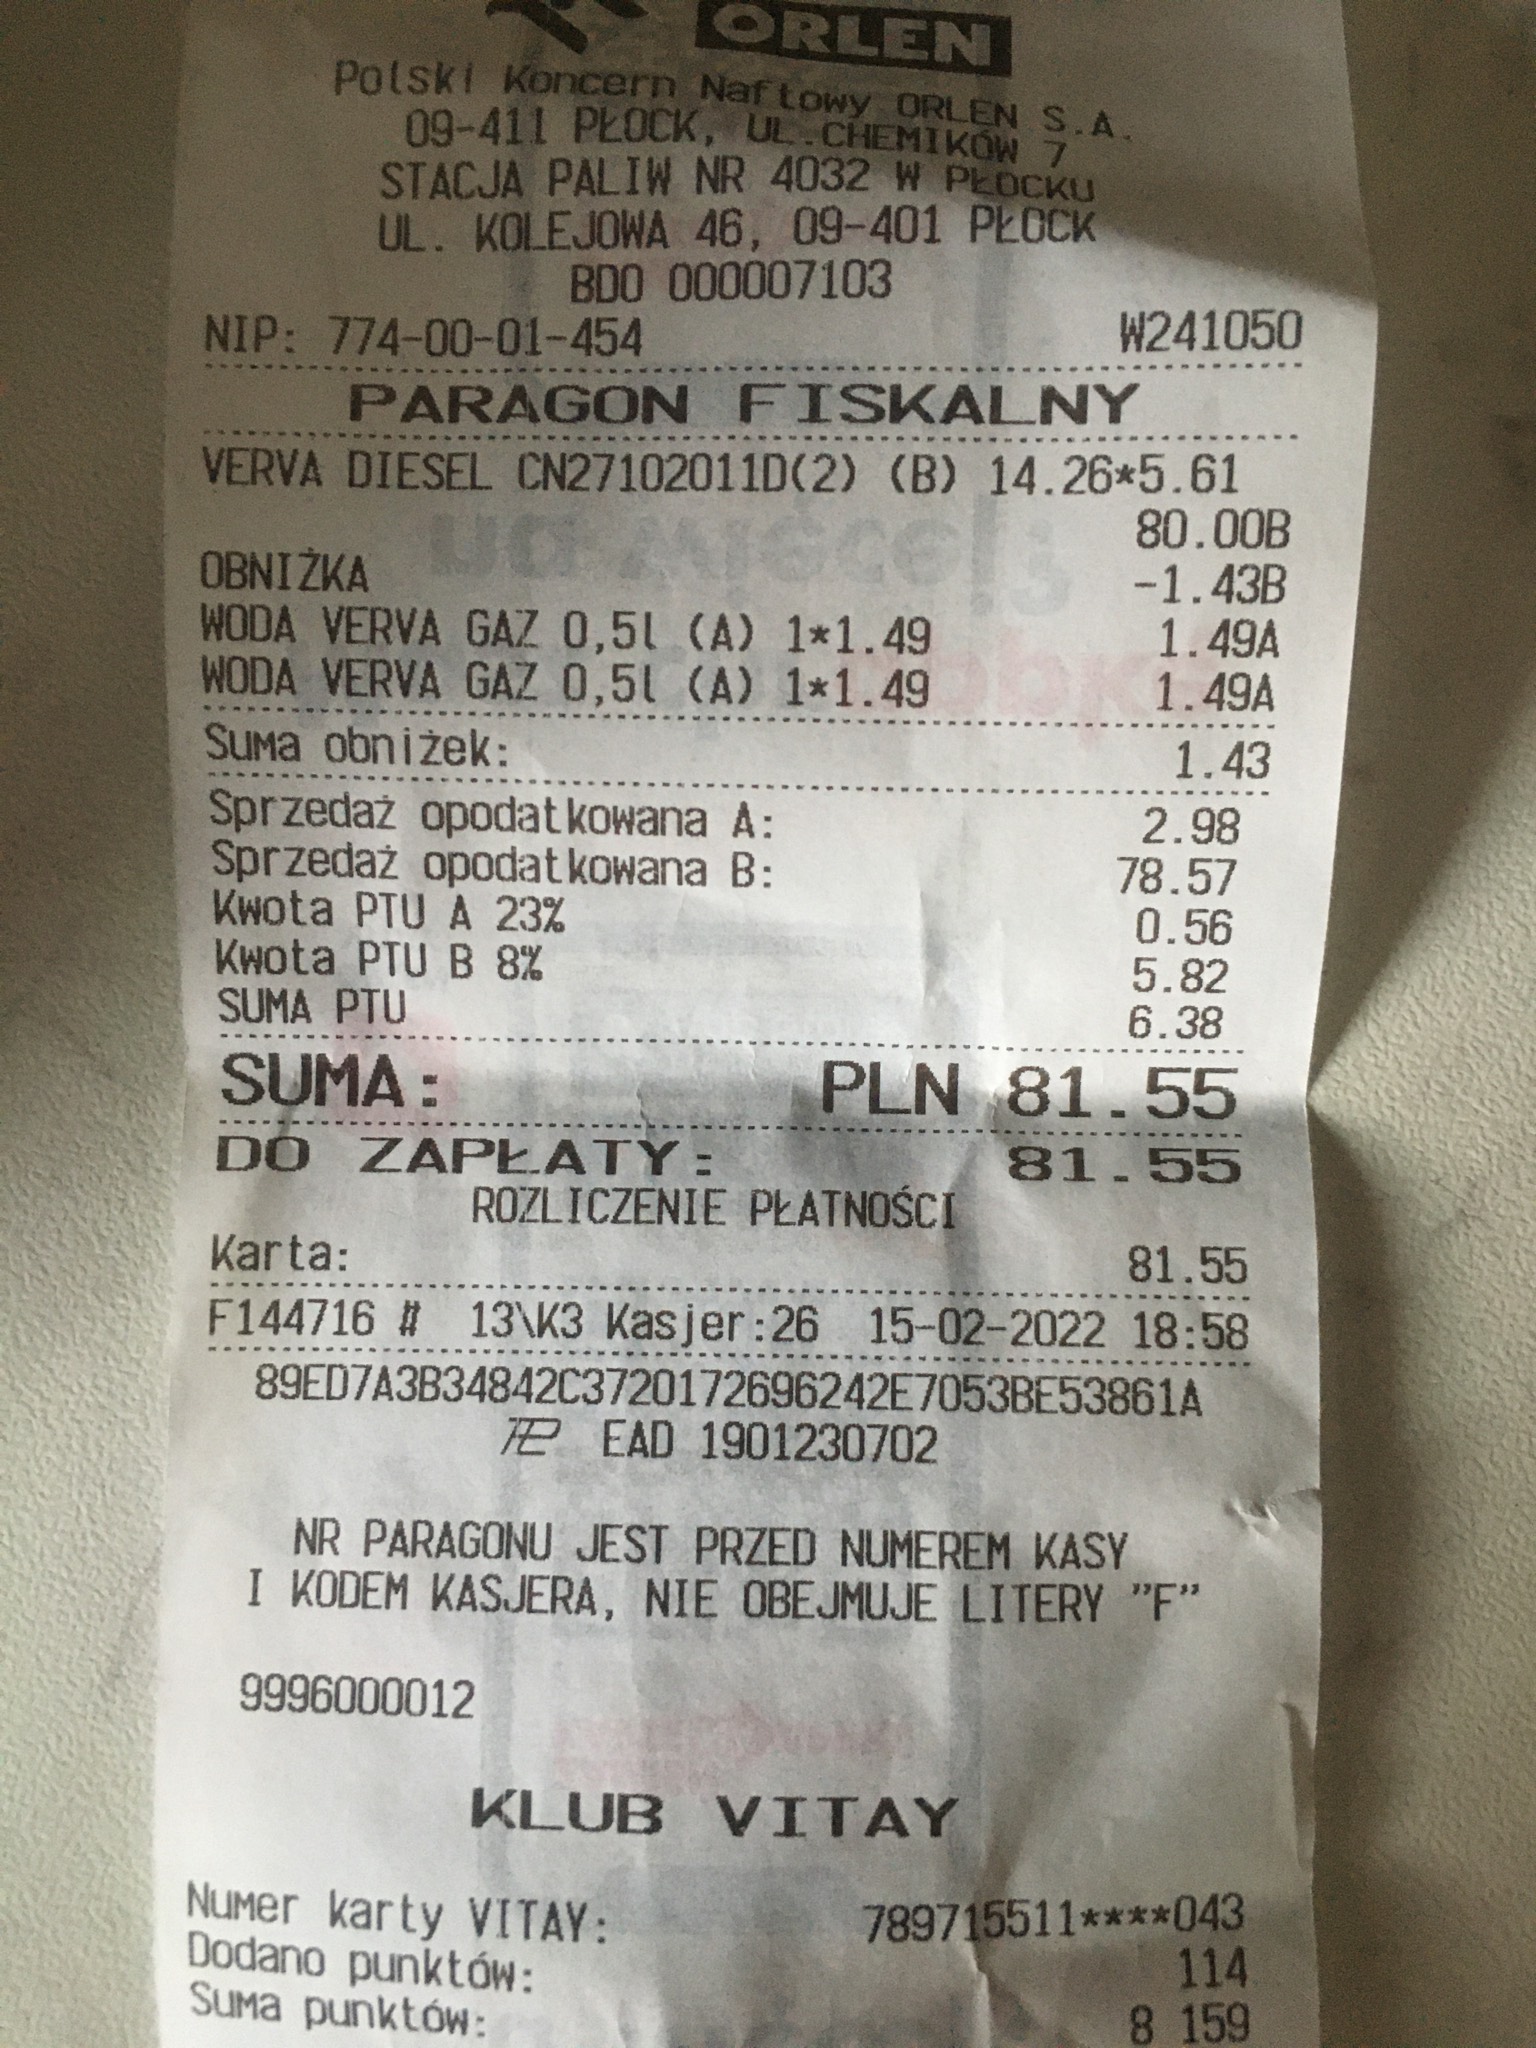 ORLEN
Polski Koncern Naftowy ORLEN S.A.
09-411 PŁOCK, UL.CHEMIKÓW 7
STACJA PALIW NR 4032 W PŁOCKU
UL. KOLEJOWA 46, 09-401 PŁOCK
BDO 000007103
NIP: 774-00-01-454 W241050
PARAGON FISKALNY
VERVA DIESEL CN27102011D(2) (B) 14.26*5.61
80.00B
OBNIŻKA -1.43B
WODA VERVA GAZ 0,5l (A) 1*1.49 1.49A
WODA VERVA GAZ 0,5l (A) 1*1.49 1.49A
Suma obniżek: 1.43
Sprzedaż opodatkowana A: 2.98
Sprzedaż opodatkowana B: 78.57
Kwota PTU A 23% 0.56
Kwota PTU B 8% 5.82
SUMA PTU 6.38
SUMA: PLN 81.55
DO ZAPŁATY: 81.55
ROZLICZENIE PŁATNOŚCI
Karta: 81.55
F144716 # 13\K3 Kasjer:26 15-02-2022 18:58
89ED7A3B34842C3720172696242E7053BE53861A
EAD 1901230702
NR PARAGONU JEST PRZED NUMEREM KASY
I KODEM KASJERA, NIE OBEJMUJE LITERY "F"
9996000012
KLUB VITAY
Numer karty VITAY: 789715511****043
Dodano punktów: 114
Suma punktów: 8 159